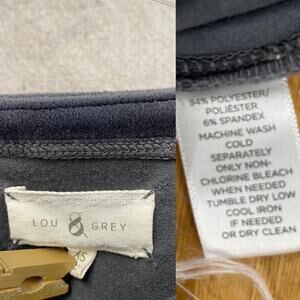 LOU & GREY
XS
94% POLYESTER/
POLIÉSTER
6% SPANDEX
MACHINE WASH
COLD
SEPARATELY
ONLY NON-
CHLORINE BLEACH
WHEN NEEDED
TUMBLE DRY LOW
COOL IRON
IF NEEDED
OR DRY CLEAN